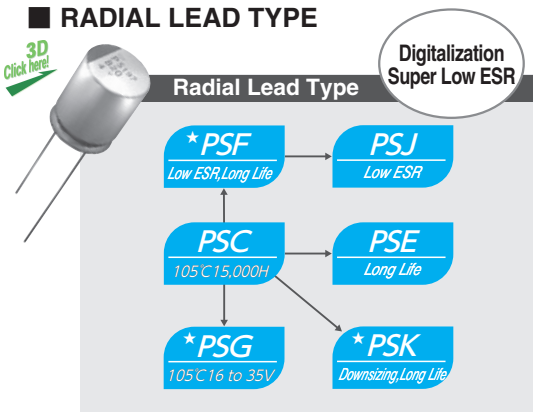 ■ RADIAL LEAD TYPE
3D
Click here!
Digitalization
Super Low ESR
Radial Lead Type
★PSF
Low ESR,Long Life
PSJ
Low ESR
PSC
105℃15,000H
PSE
Long Life
★PSG
105℃16 to 35V
★PSK
Downsizing,Long Life